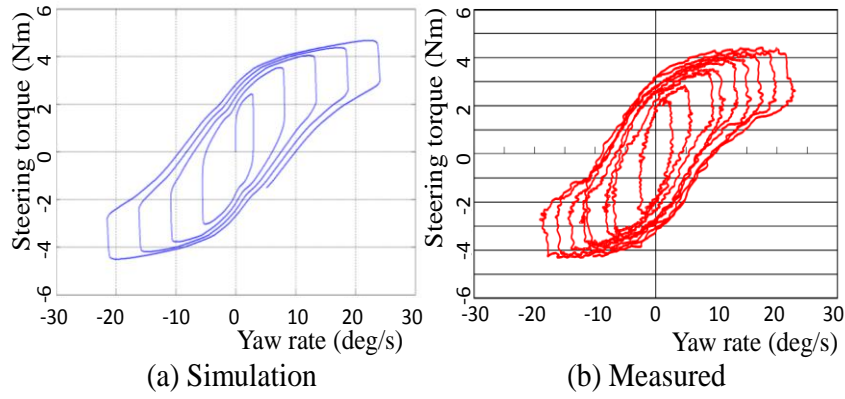 Steering torque (Nm)
6
4
2
0
-2
-4
-6
-30 -20 -10 0 10 20 30
Yaw rate (deg/s)
(a) Simulation
Steering torque (Nm)
6
4
2
0
-2
-4
-6
-30 -20 -10 0 10 20 30
Yaw rate (deg/s)
(b) Measured